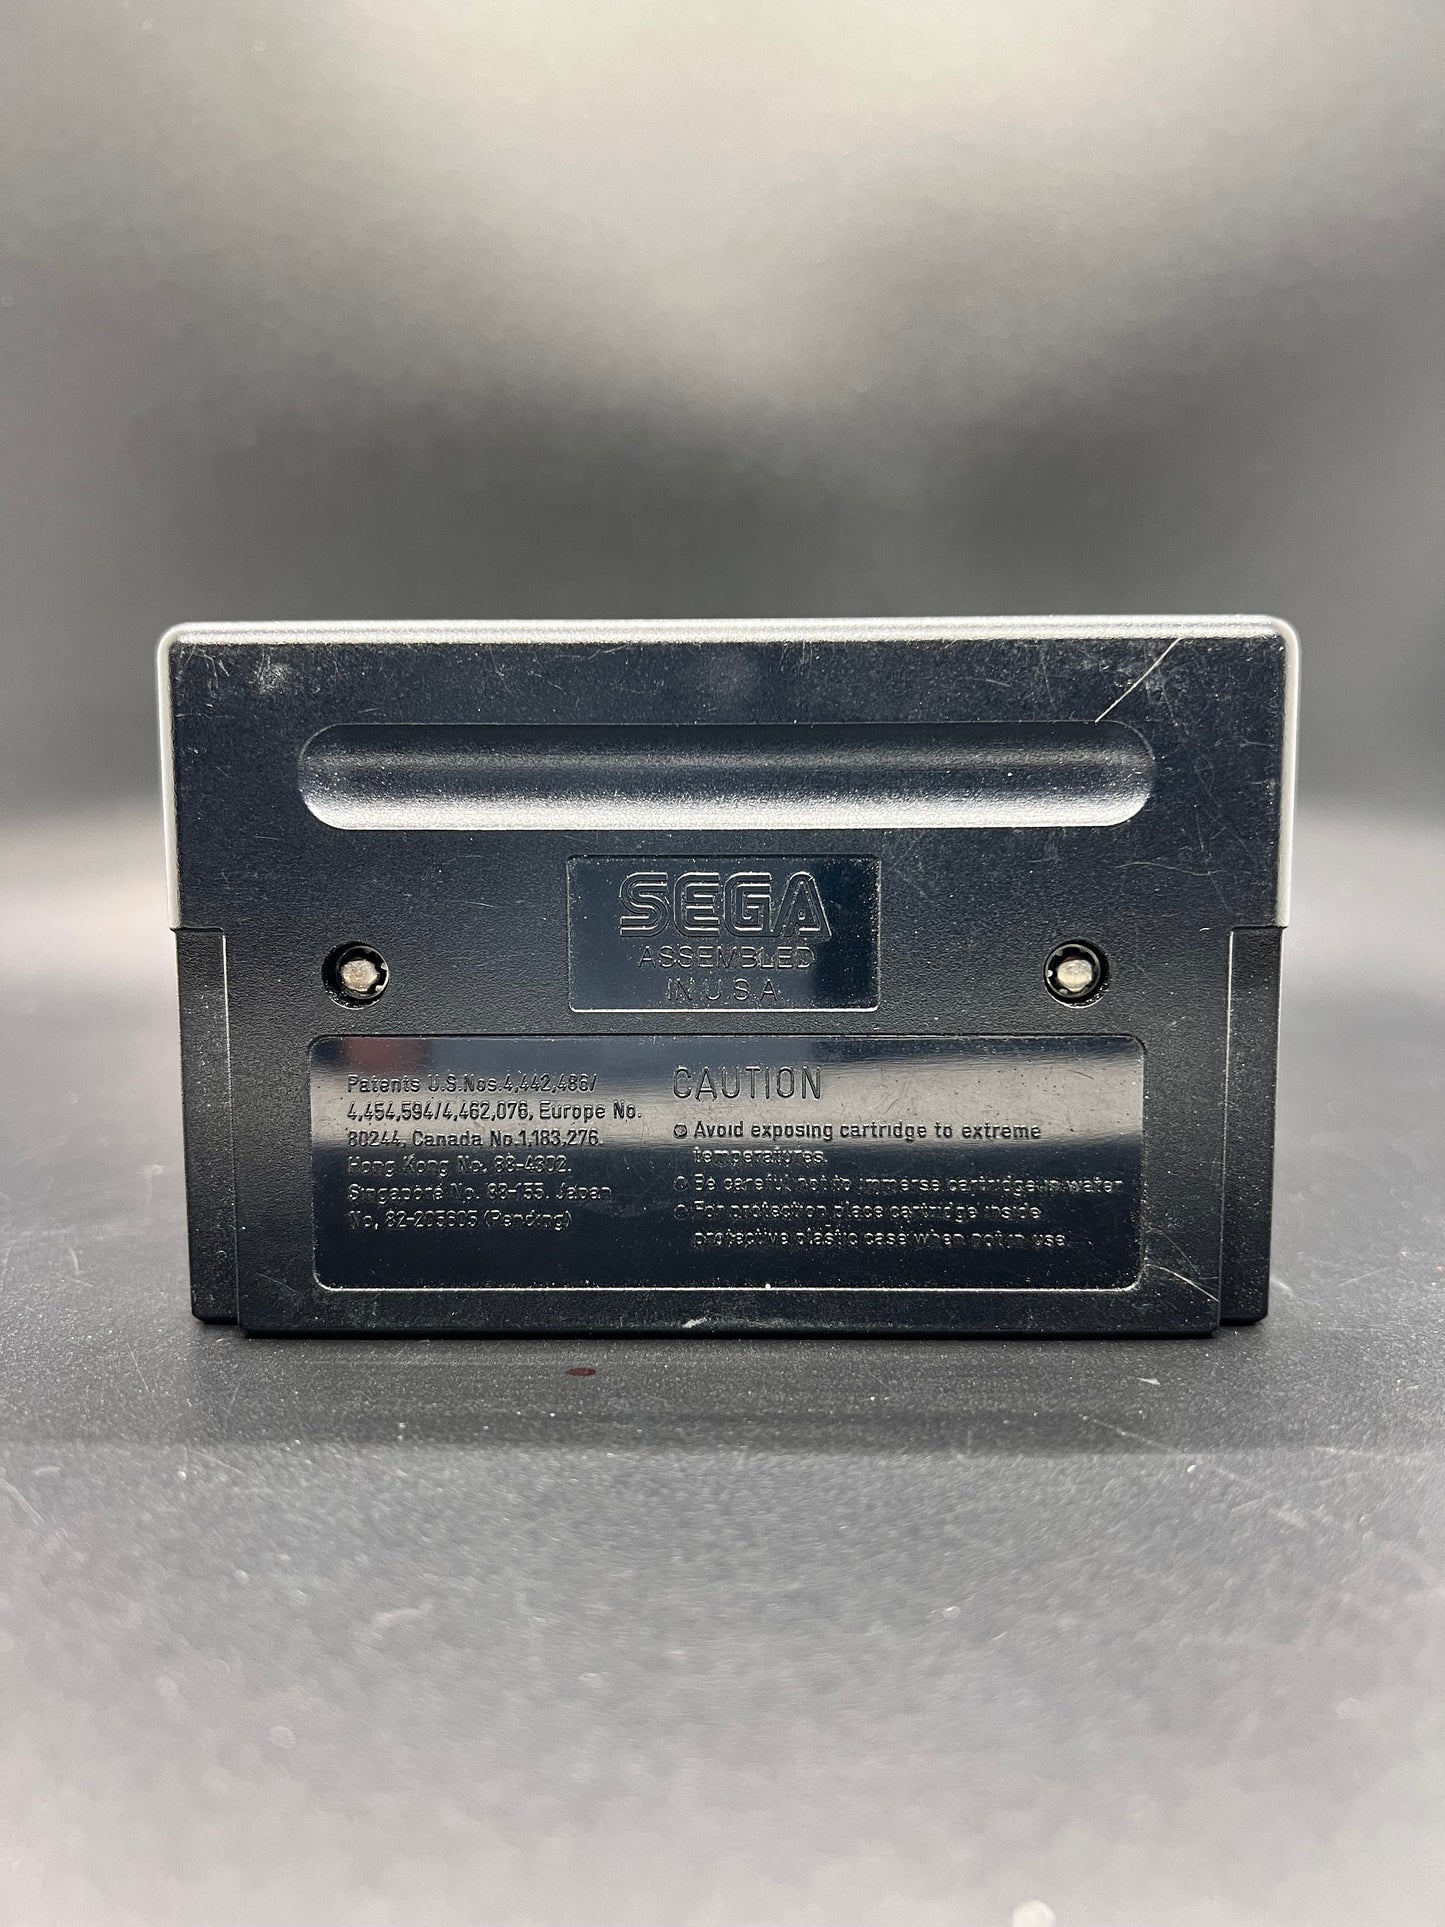 SEGA
ASSEMBLED
IN U.S.A.
Patents U.S.Nos.4,442,486/
4,454,594/4,462,076, Europe No.
80244, Canada No.1,183,276.
Hong Kong No. 88-4302.
Singapore No. 88-155. Japan
No, 82-205605 (Pending)
CAUTION
Avoid exposing cartridge to extreme
temperatures.
Be careful not to immerse cartridge in water
For protection place cartridge inside
protective plastic case when not in use.